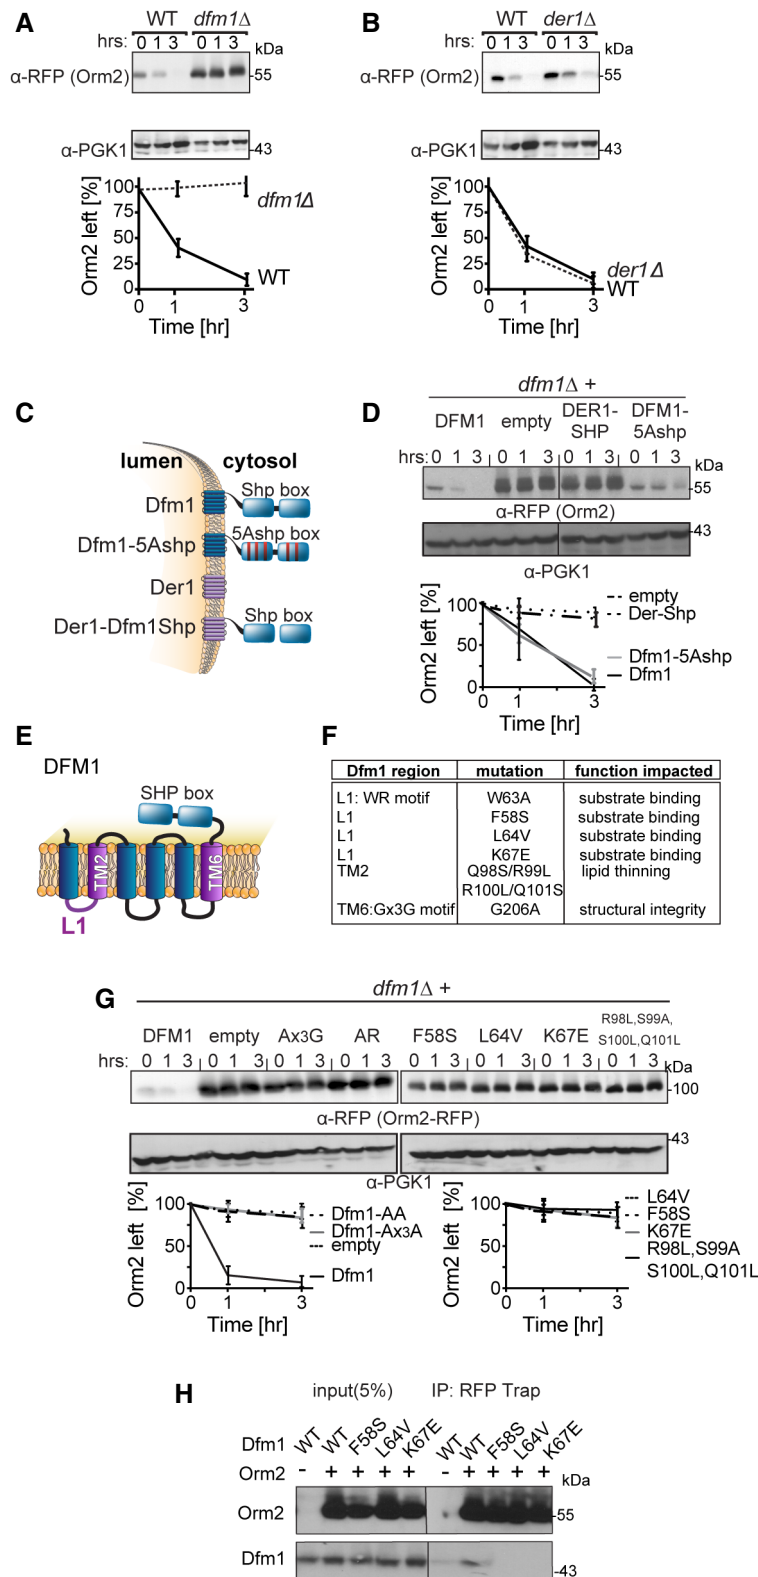 A
WT dfm1Δ
hrs: 0 1 3 0 1 3 kDa
α-RFP (Orm2) -55
α-PGK1 -43
Orm2 left [%]
100
75
50
25
0
dfm1Δ
WT
0 1 3
Time [hr]
B
WT der1Δ
hrs: 0 1 3 0 1 3 kDa
α-RFP (Orm2) -75
α-PGK1 -43
Orm2 left [%]
100
75
50
25
0
der1Δ
WT
0 1 3
Time [hr]
C
lumen cytosol
Dfm1 Shp box
Dfm1-5Ashp 5Ashp box
Der1
Der1-Dfm1Shp Shp box
D
dfm1Δ +
DFM1 empty DER1-SHP DFM1-5Ashp
hrs: 0 1 3 0 1 3 0 1 3 0 1 3 kDa
-55
α-RFP (Orm2)
-43
α-PGK1
Orm2 left [%]
100
50
0
empty
Der-Shp
Dfm1-5Ashp
Dfm1
0 1 3
Time [hr]
E
DFM1
SHP box
TM2 TM6
L1
F
Dfm1 region mutation function impacted
L1: WR motif W63A substrate binding
L1 F58S substrate binding
L1 L64V substrate binding
L1 K67E substrate binding
TM2 Q98S/R99L lipid thinning
R100L/Q101S
TM6:Gx3G motif G206A structural integrity
G
dfm1Δ +
DFM1 empty Ax3G AR F58S L64V K67E R98L,S99A, S100L,Q101L
hrs: 0 1 3 0 1 3 0 1 3 0 1 3 0 1 3 0 1 3 0 1 3 0 1 3 kDa
-100
α-RFP (Orm2-RFP)
-43
α-PGK1
Orm2 left [%]
100
50
0
Dfm1-AA
Dfm1-Ax3A
empty
Dfm1
0 1 3
Time [hr]
Orm2 left [%]
100
50
0
L64V
F58S
K67E
R98L,S99A
S100L,Q101L
0 1 3
Time [hr]
H
input(5%) IP: RFP Trap
Dfm1 WT WT F58S L64V K67E WT WT F58S L64V K67E
Orm2 - + + + + - + + + + kDa
Orm2 -55
Dfm1 -43